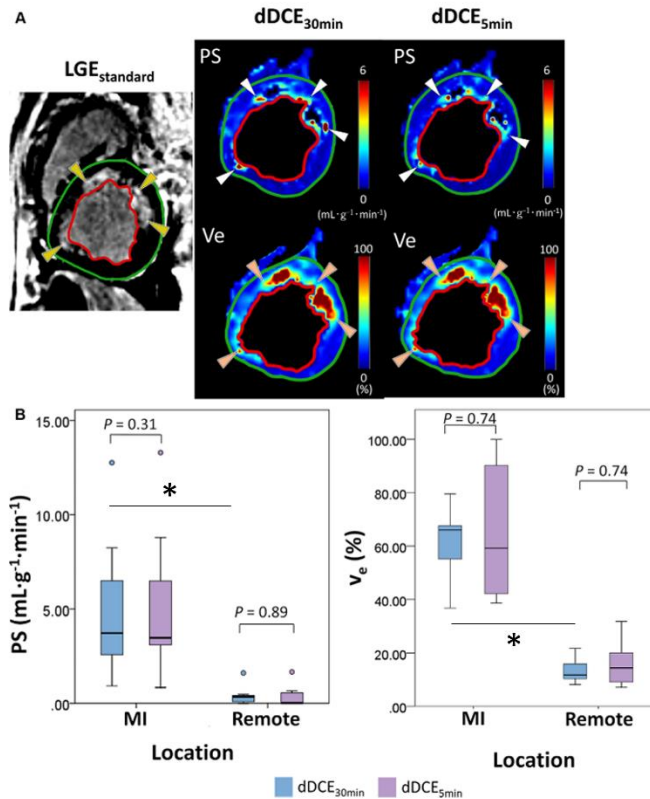 A
dDCE30min
dDCE5min
LGEstandard
PS
6
0
(mL·g-1·min-1)
PS
6
0
(mL·g-1·min-1)
Ve
100
0
(%)
Ve
100
0
(%)
B
15.00
10.00
5.00
.00
PS (mL·g-1·min-1)
P = 0.31
*
P = 0.89
MI
Remote
Location
100.00
80.00
60.00
40.00
20.00
.00
ve (%)
P = 0.74
P = 0.74
*
MI
Remote
Location
dDCE30min
dDCE5min